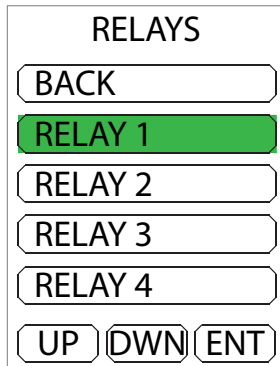 RELAYS
BACK
RELAY 1
RELAY 2
RELAY 3
RELAY 4
UP DWN ENT